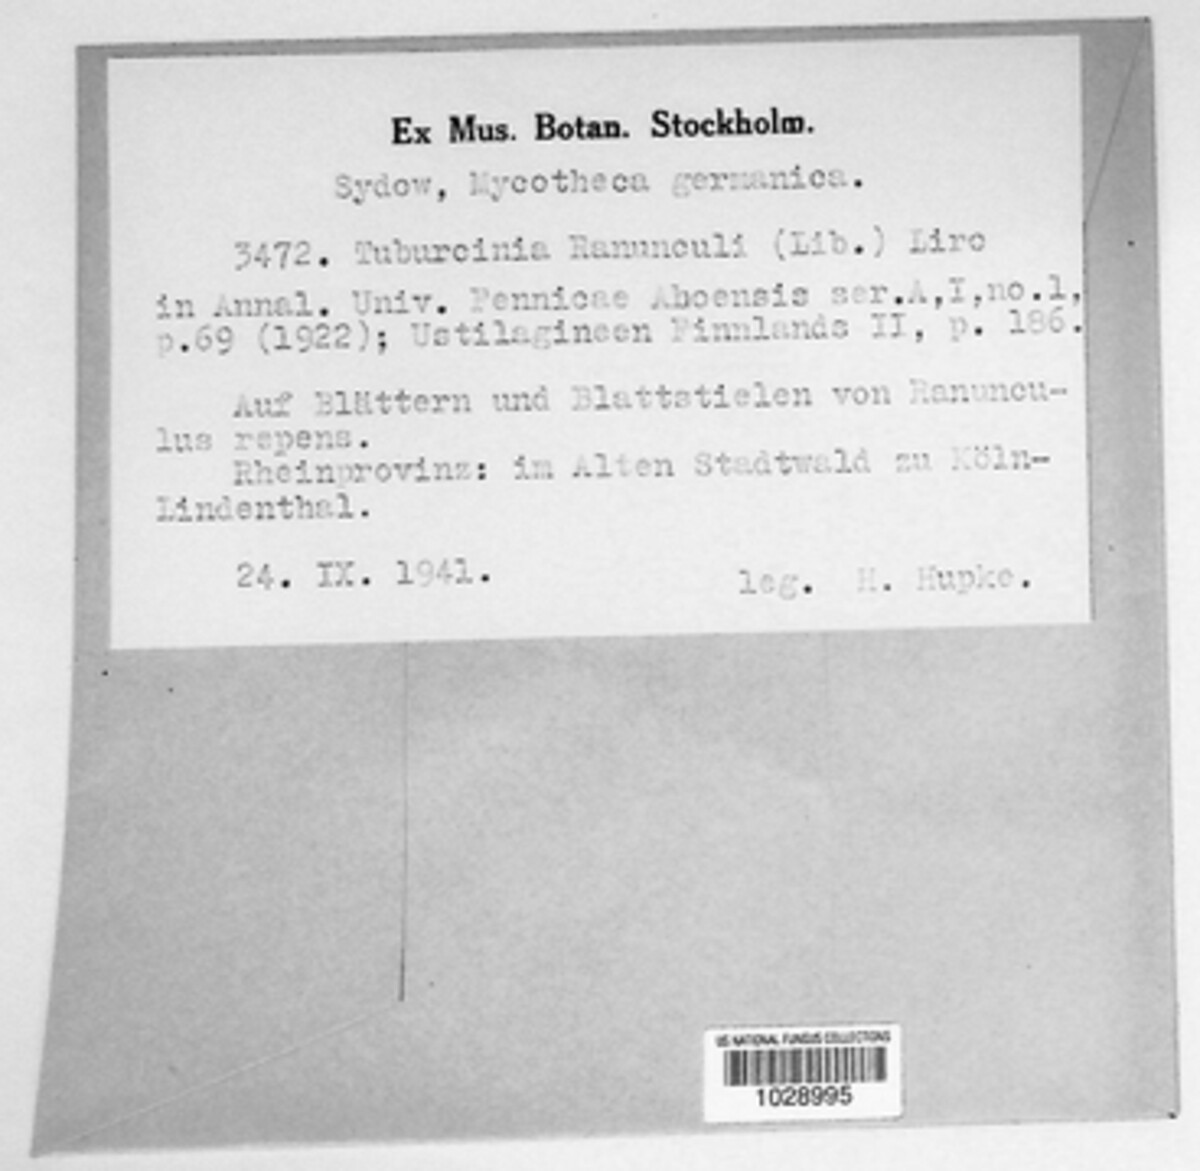 Ex Mus. Botan. Stockholm.
Sydow, Mycotheca germanica.
3472. Tuburcinia Ranunculi (Lib.) Liro
in Annal. Univ. Fennicae Aboensis ser.A,I,no.1,
p.69 (1922); Ustilagineen Finnlands II, p. 186.
Auf Blättern und Blattstielen von Ranuncu-
lus repens.
Rheinprovinz: im Alten Stadtwald zu Köln-
Lindenthal.
24. IX. 1941.
leg. H. Hupke.
US NATIONAL FUNGUS COLLECTIONS
1028995